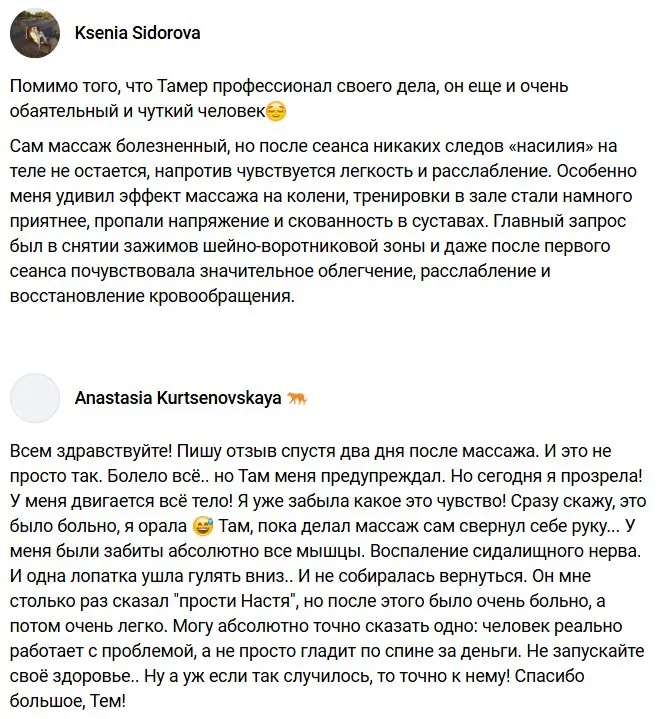 Ksenia Sidorova
Помимо того, что Тамер профессионал своего дела, он еще и очень
обаятельный и чуткий человек😌
Сам массаж болезненный, но после сеанса никаких следов «насилия» на
теле не остается, напротив чувствуется легкость и расслабление. Особенно
меня удивил эффект массажа на колени, тренировки в зале стали намного
приятнее, пропали напряжение и скованность в суставах. Главный запрос
был в снятии зажимов шейно-воротниковой зоны и даже после первого
сеанса почувствовала значительное облегчение, расслабление и
восстановление кровообращения.
Anastasia Kurtsenovskaya 🐆
Всем здравствуйте! Пишу отзыв спустя два дня после массажа. И это не
просто так. Болело всё.. но Там меня предупреждал. Но сегодня я прозрела!
У меня двигается всё тело! Я уже забыла какое это чувство! Сразу скажу, это
было больно, я орала 😅 Там, пока делал массаж сам свернул себе руку... У
меня были забиты абсолютно все мышцы. Воспаление сидалищного нерва.
И одна лопатка ушла гулять вниз.. И не собиралась вернуться. Он мне
столько раз сказал "прости Настя", но после этого было очень больно, а
потом очень легко. Могу абсолютно точно сказать одно: человек реально
работает с проблемой, а не просто гладит по спине за деньги. Не запускайте
своё здоровье.. Ну а уж если так случилось, то точно к нему! Спасибо
большое, Тем!